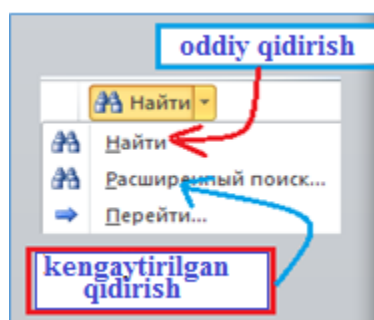 oddiy qidirish
Найти
Найти
Расширенный поиск...
Перейти...
kengaytirilgan
qidirish